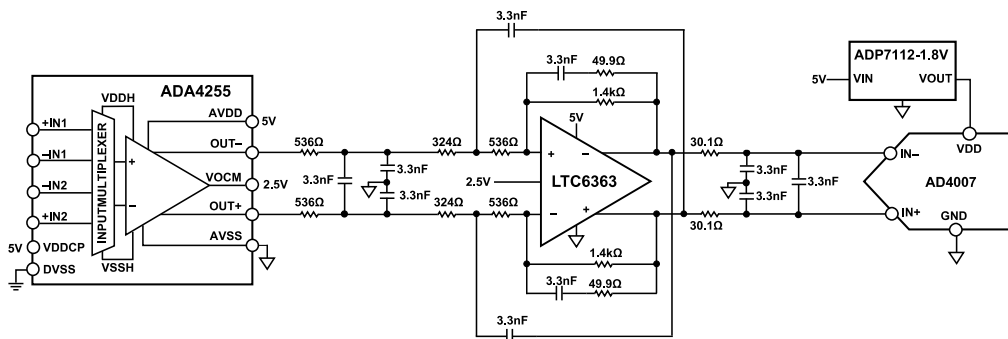 ADA4255
VDDH
AVDD
5V
+IN1
−IN1
−IN2
+IN2
INPUTMULTIPLEXER
+
−
OUT−
VOCM
2.5V
OUT+
AVSS
5V
VDDCP
DVSS
VSSH
536Ω
536Ω
3.3nF
3.3nF
3.3nF
324Ω
324Ω
536Ω
536Ω
3.3nF
3.3nF
49.9Ω
1.4kΩ
5V
+
−
2.5V
LTC6363
−
+
1.4kΩ
3.3nF
49.9Ω
3.3nF
30.1Ω
30.1Ω
3.3nF
3.3nF
3.3nF
ADP7112-1.8V
5V
VIN
VOUT
VDD
IN−
AD4007
IN+
GND